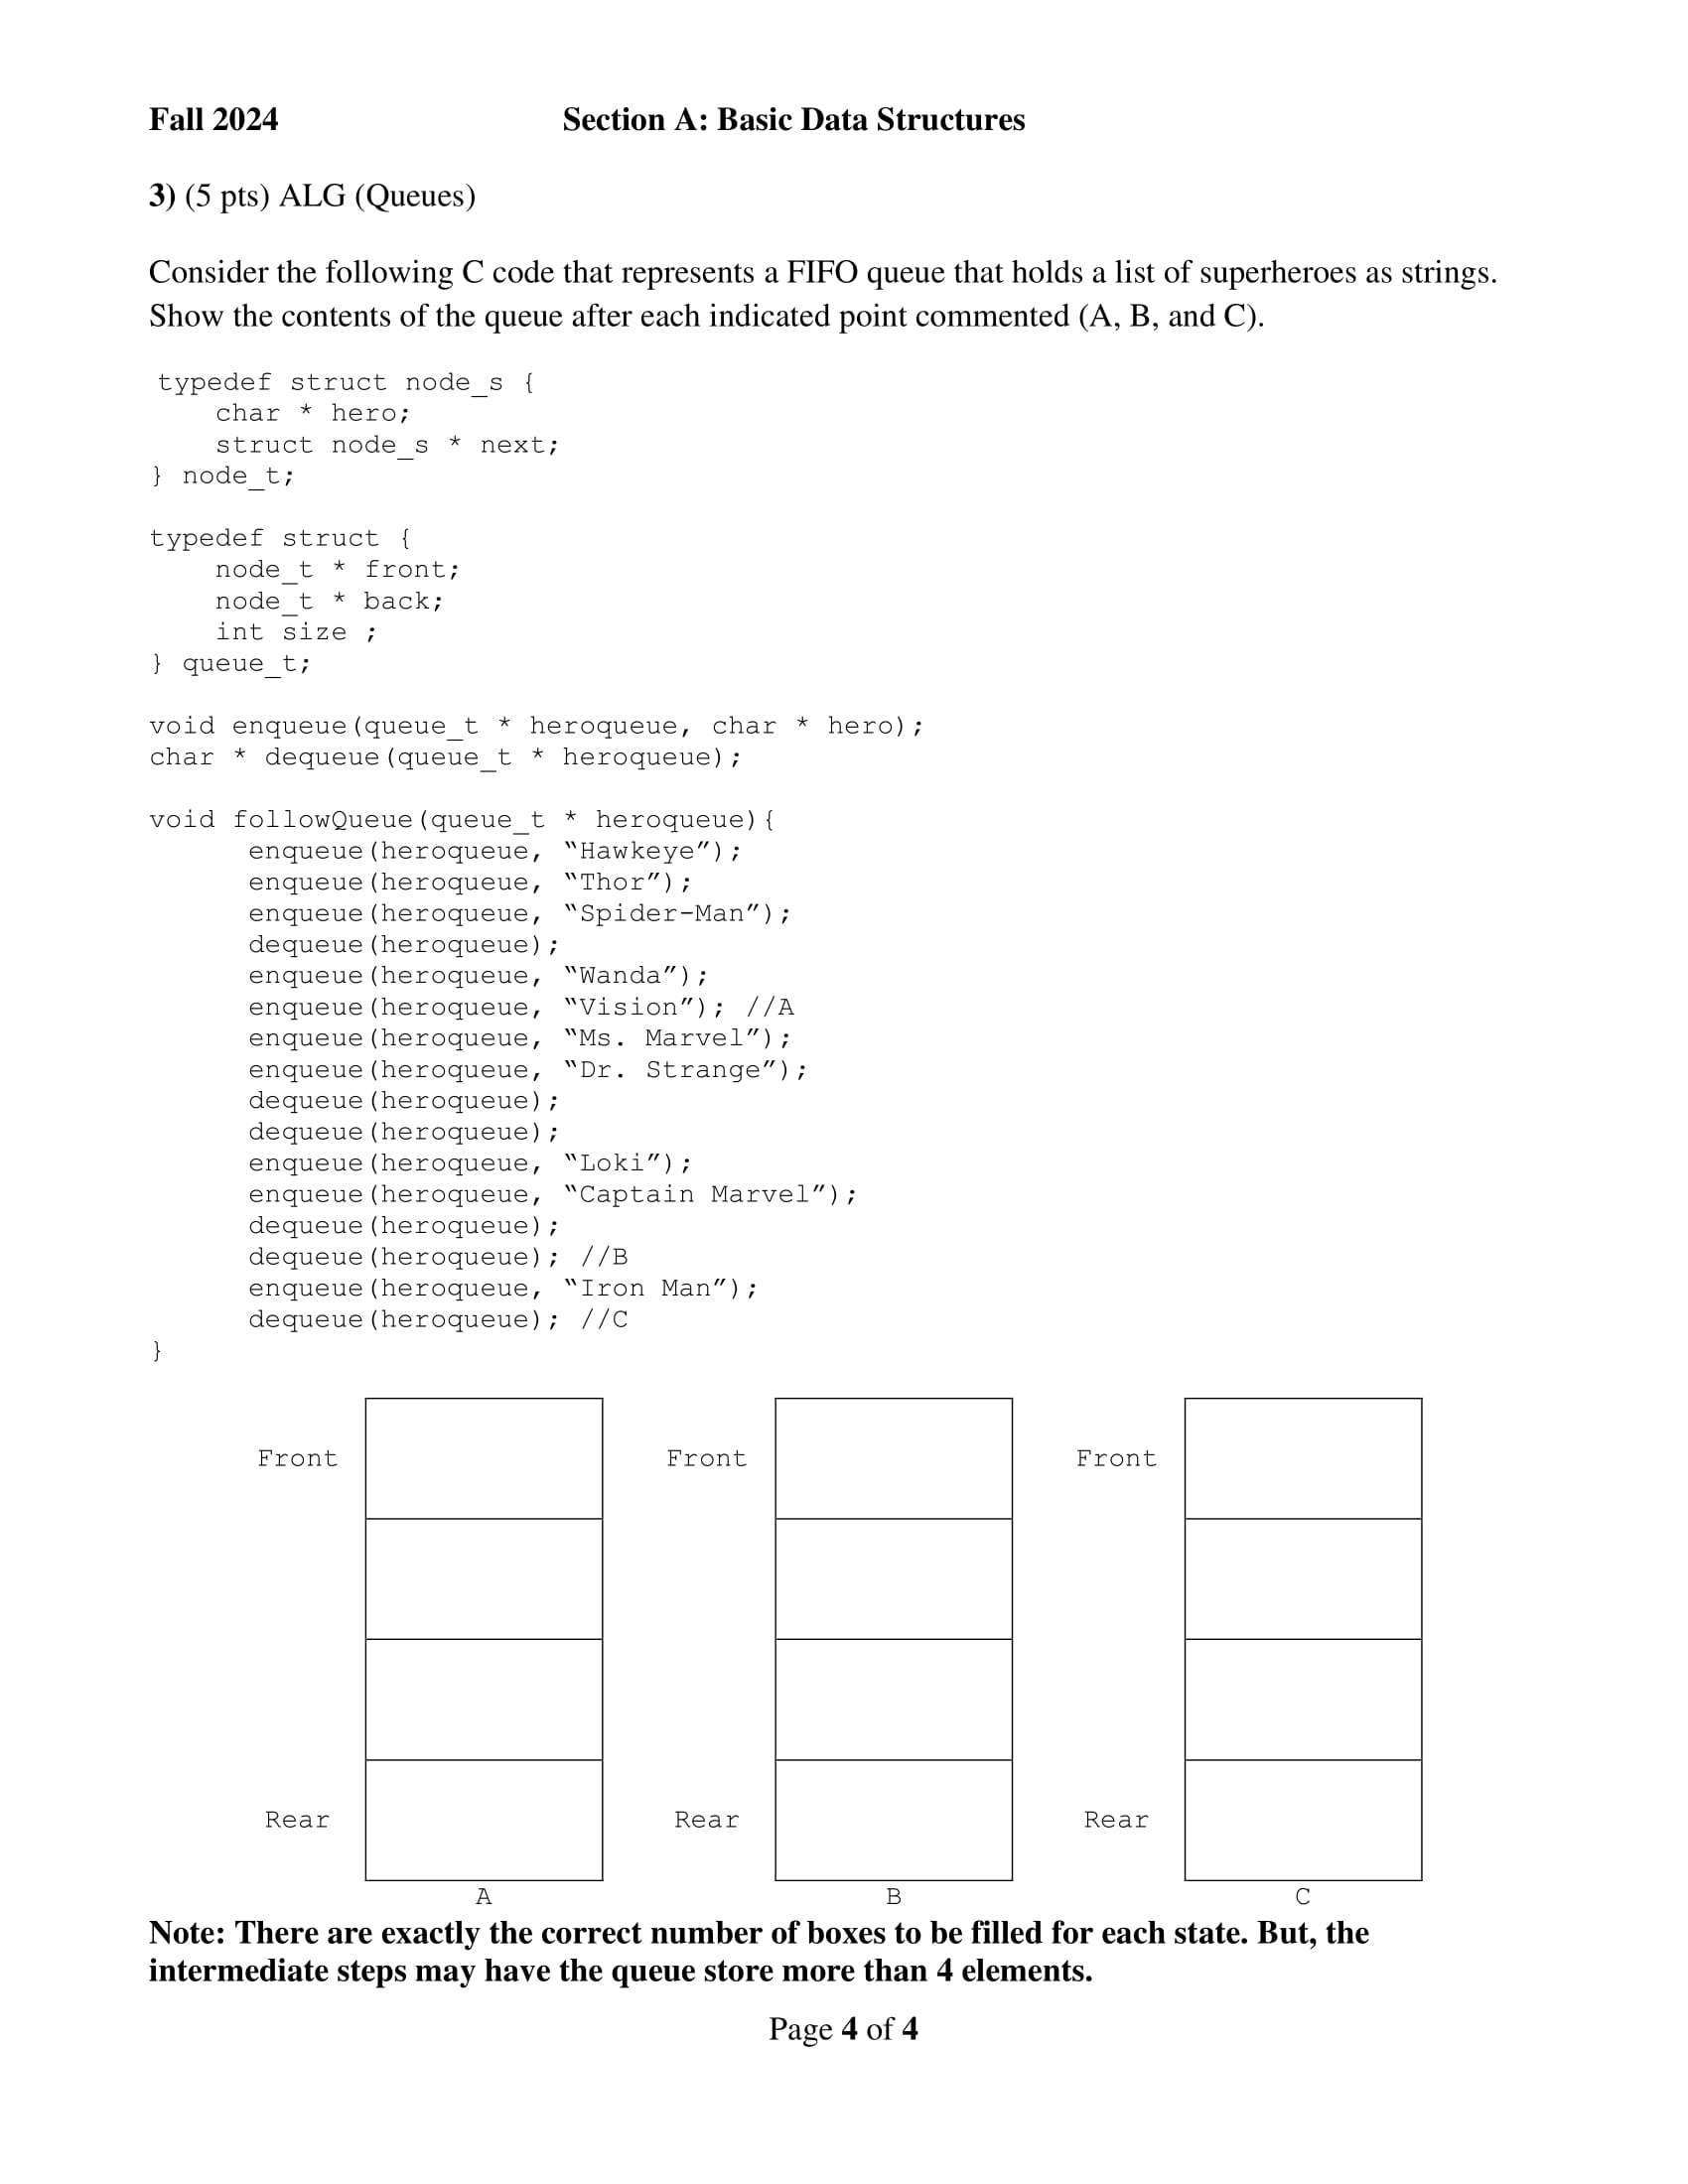 Fall 2024 Section A: Basic Data Structures
3) (5 pts) ALG (Queues)
Consider the following C code that represents a FIFO queue that holds a list of superheroes as strings.
Show the contents of the queue after each indicated point commented (A, B, and C).
typedef struct node_s {
    char * hero;
    struct node_s * next;
} node_t;
typedef struct {
    node_t * front;
    node_t * back;
    int size ;
} queue_t;
void enqueue(queue_t * heroqueue, char * hero);
char * dequeue(queue_t * heroqueue);
void followQueue(queue_t * heroqueue){
      enqueue(heroqueue, “Hawkeye”);
      enqueue(heroqueue, “Thor”);
      enqueue(heroqueue, “Spider-Man”);
      dequeue(heroqueue);
      enqueue(heroqueue, “Wanda”);
      enqueue(heroqueue, “Vision”); //A
      enqueue(heroqueue, “Ms. Marvel”);
      enqueue(heroqueue, “Dr. Strange”);
      dequeue(heroqueue);
      dequeue(heroqueue);
      enqueue(heroqueue, “Loki”);
      enqueue(heroqueue, “Captain Marvel”);
      dequeue(heroqueue);
      dequeue(heroqueue); //B
      enqueue(heroqueue, “Iron Man”);
      dequeue(heroqueue); //C
}
Front Front Front
Rear Rear Rear
A B C
Note: There are exactly the correct number of boxes to be filled for each state. But, the
intermediate steps may have the queue store more than 4 elements.
Page 4 of 4